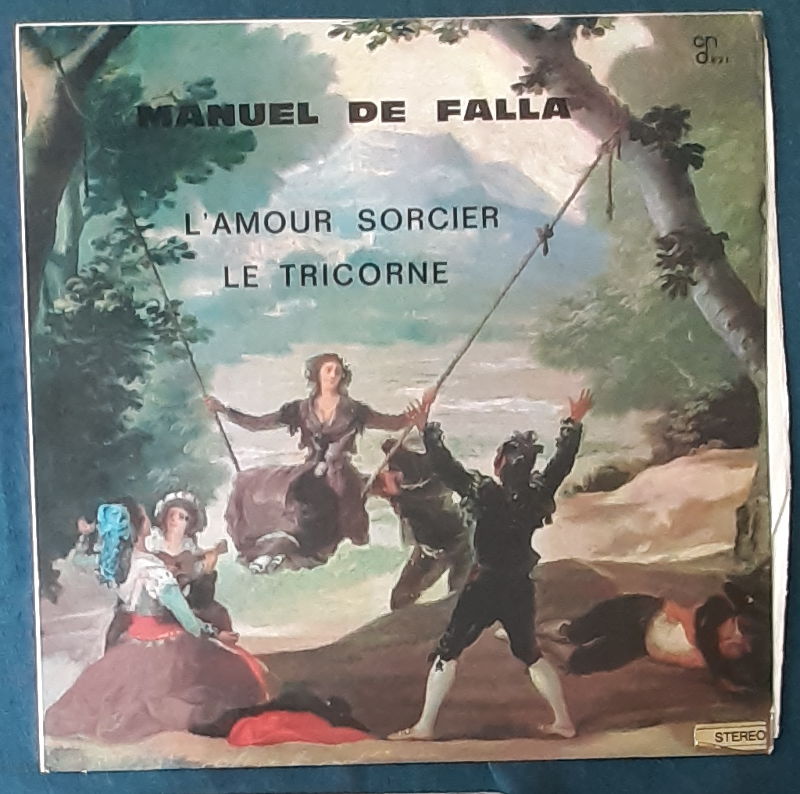 MANUEL DE FALLA
L'AMOUR SORCIER
LE TRICORNE
STEREO